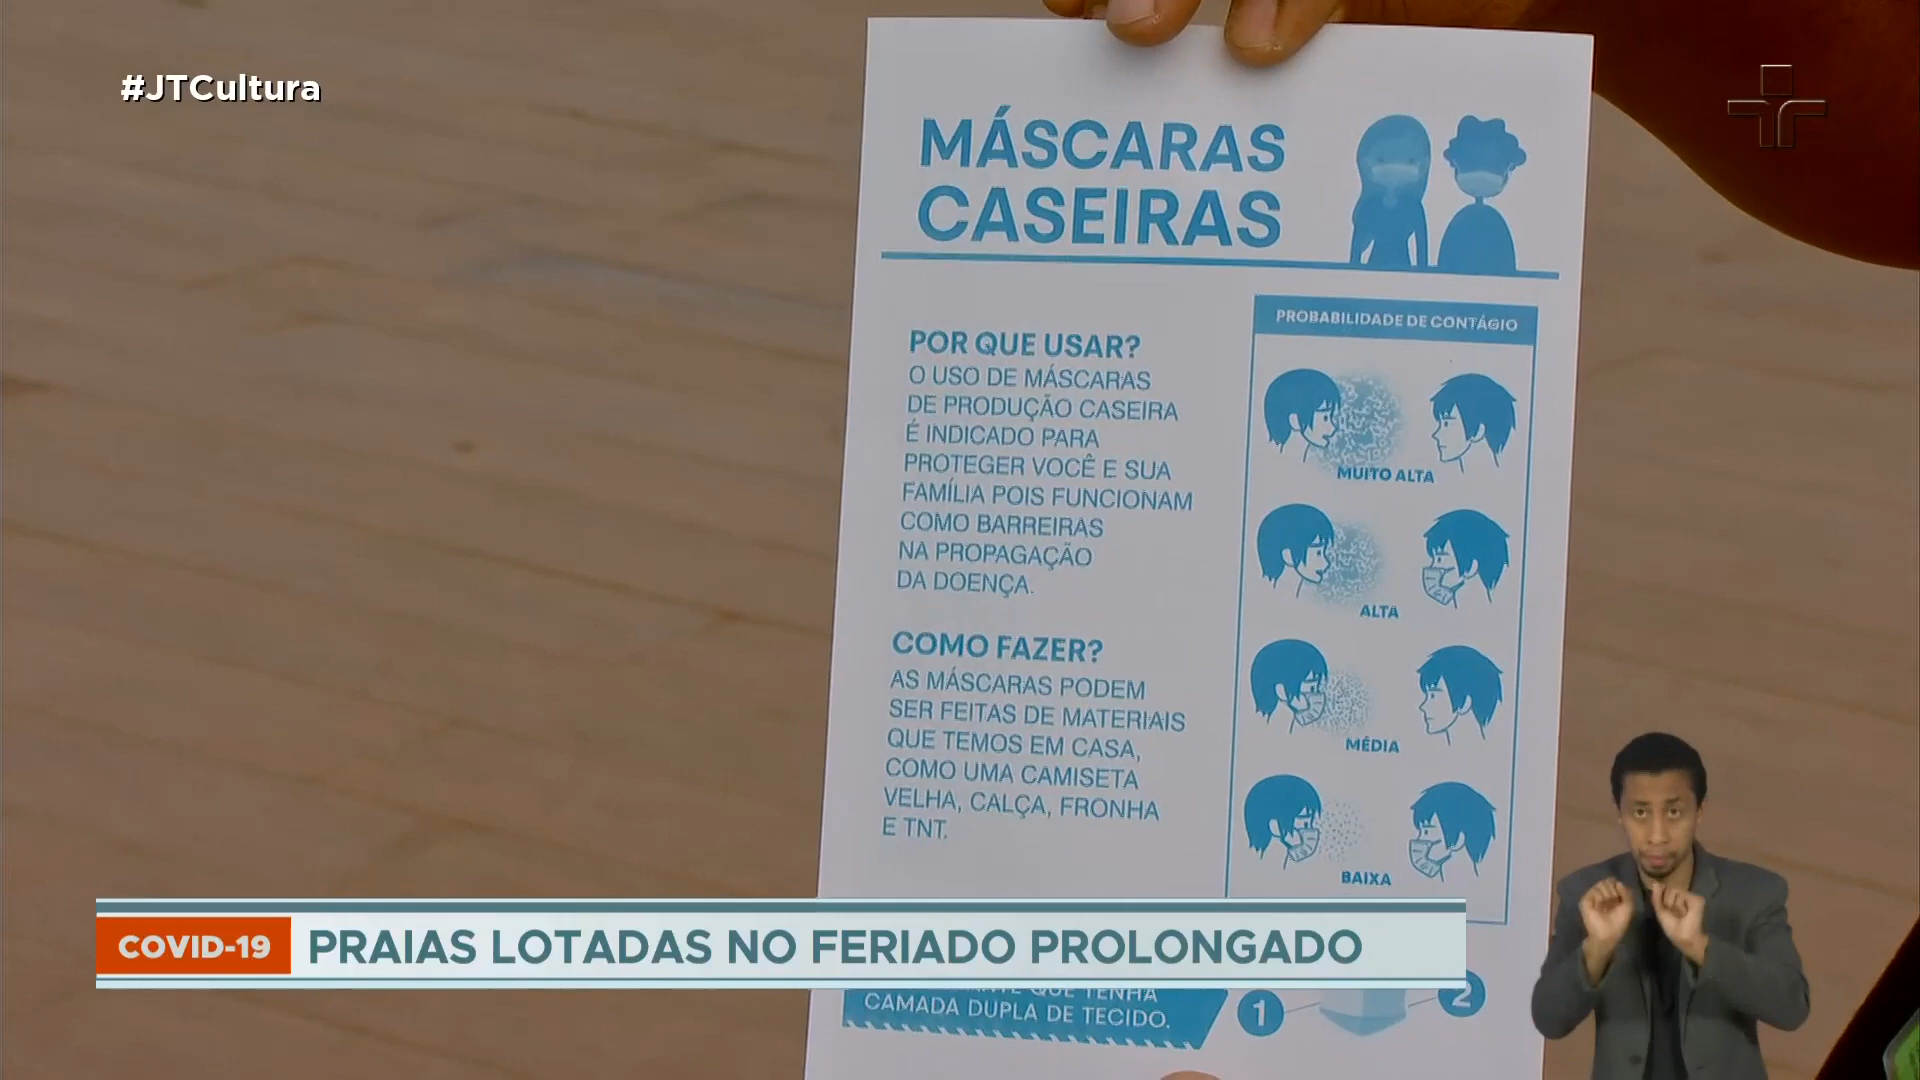 #JTCultura
MÁSCARAS
CASEIRAS
POR QUE USAR?
O USO DE MÁSCARAS
DE PRODUÇÃO CASEIRA
É INDICADO PARA
PROTEGER VOCÊ E SUA
FAMÍLIA POIS FUNCIONAM
COMO BARREIRAS
NA PROPAGAÇÃO
DA DOENÇA.
COMO FAZER?
AS MÁSCARAS PODEM
SER FEITAS DE MATERIAIS
QUE TEMOS EM CASA,
COMO UMA CAMISETA
VELHA, CALÇA, FRONHA
E TNT.
PROBABILIDADE DE CONTÁGIO
MUITO ALTA
ALTA
MÉDIA
BAIXA
COVID-19 PRAIAS LOTADAS NO FERIADO PROLONGADO
QUE TENHA
CAMADA DUPLA DE TECIDO.
1
2